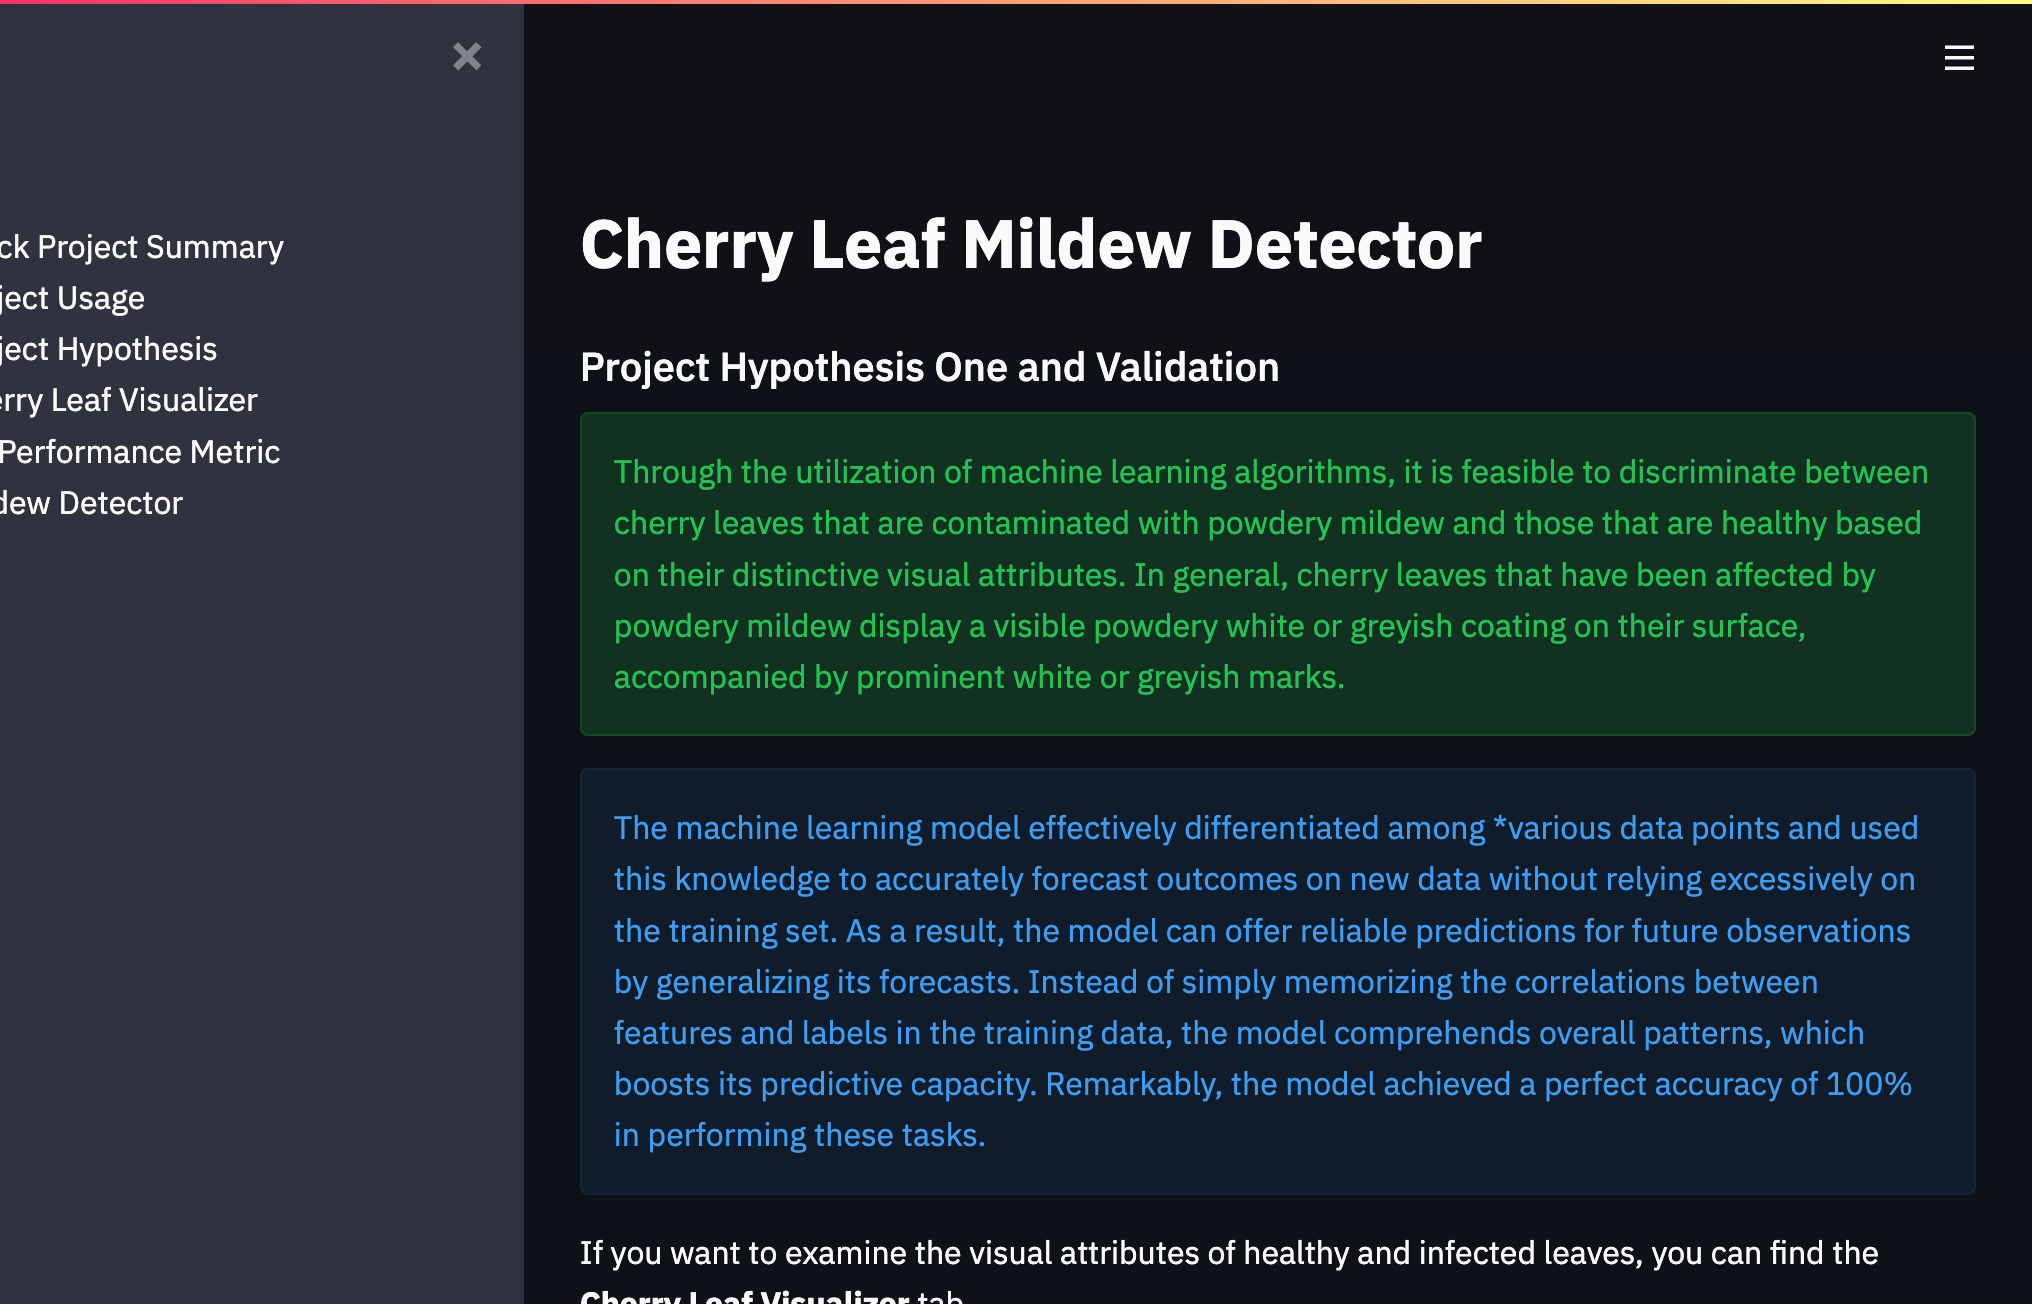 ck Project Summary
ject Usage
ject Hypothesis
erry Leaf Visualizer
Performance Metric
dew Detector
Cherry Leaf Mildew Detector
Project Hypothesis One and Validation
Through the utilization of machine learning algorithms, it is feasible to discriminate between
cherry leaves that are contaminated with powdery mildew and those that are healthy based
on their distinctive visual attributes. In general, cherry leaves that have been affected by
powdery mildew display a visible powdery white or greyish coating on their surface,
accompanied by prominent white or greyish marks.
The machine learning model effectively differentiated among *various data points and used
this knowledge to accurately forecast outcomes on new data without relying excessively on
the training set. As a result, the model can offer reliable predictions for future observations
by generalizing its forecasts. Instead of simply memorizing the correlations between
features and labels in the training data, the model comprehends overall patterns, which
boosts its predictive capacity. Remarkably, the model achieved a perfect accuracy of 100%
in performing these tasks.
If you want to examine the visual attributes of healthy and infected leaves, you can find the
Cherry Leaf Visualizer tab